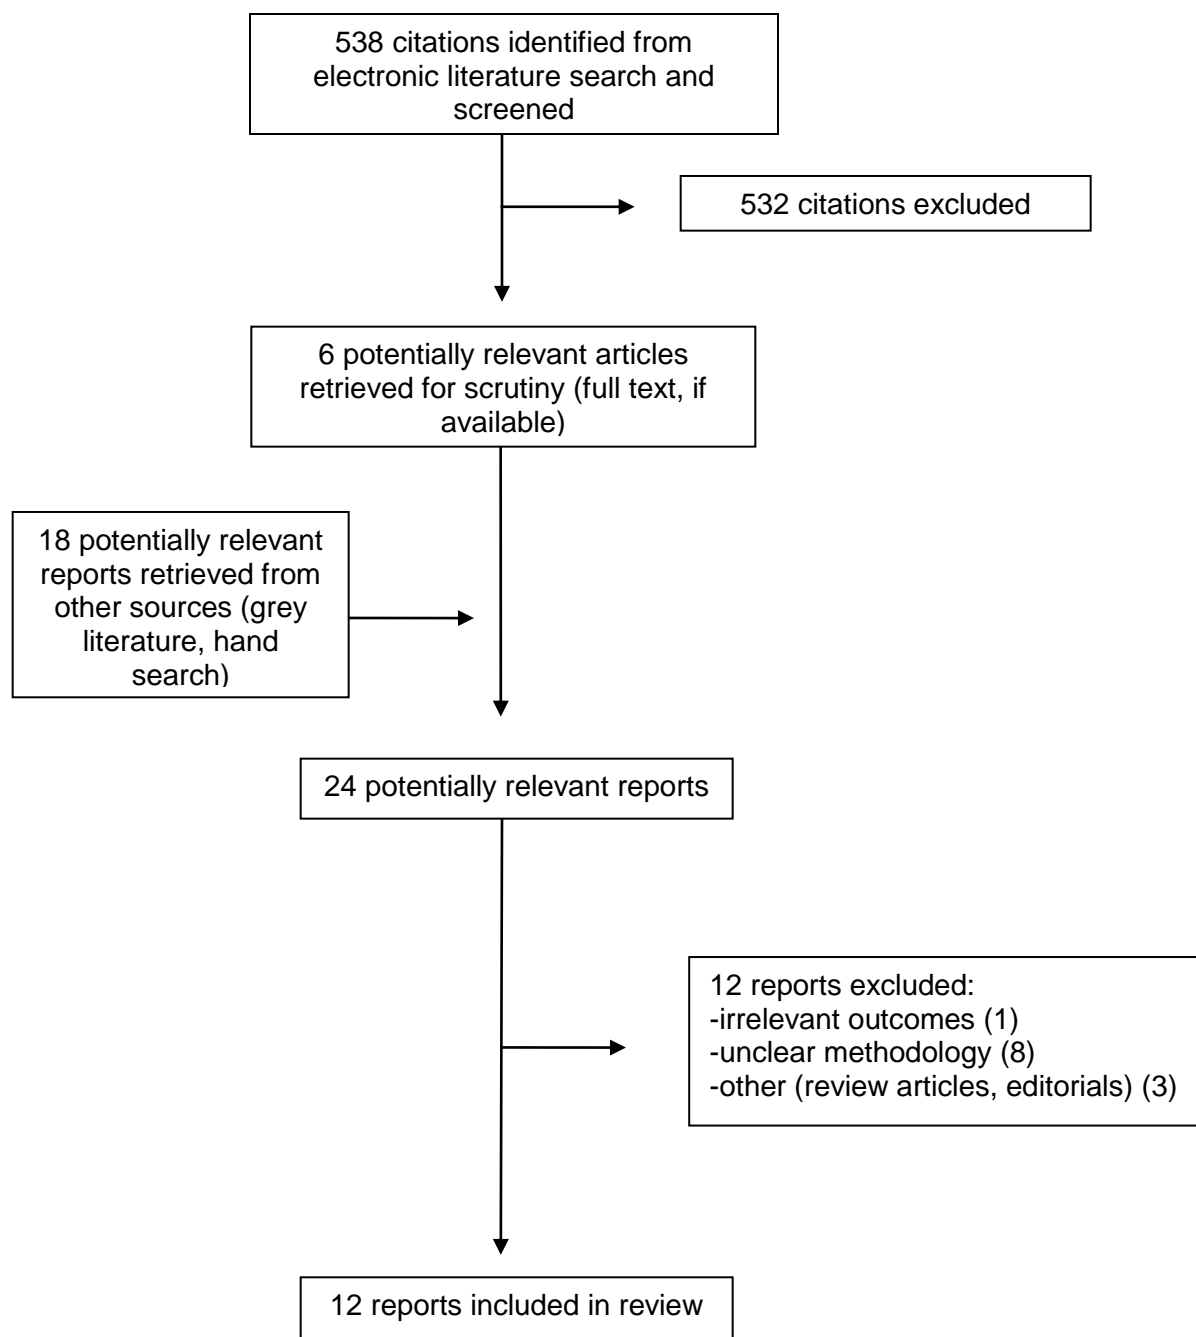 538 citations identified from
electronic literature search and
screened
532 citations excluded
6 potentially relevant articles
retrieved for scrutiny (full text, if
available)
18 potentially relevant
reports retrieved from
other sources (grey
literature, hand
search)
24 potentially relevant reports
12 reports excluded:
-irrelevant outcomes (1)
-unclear methodology (8)
-other (review articles, editorials) (3)
12 reports included in review